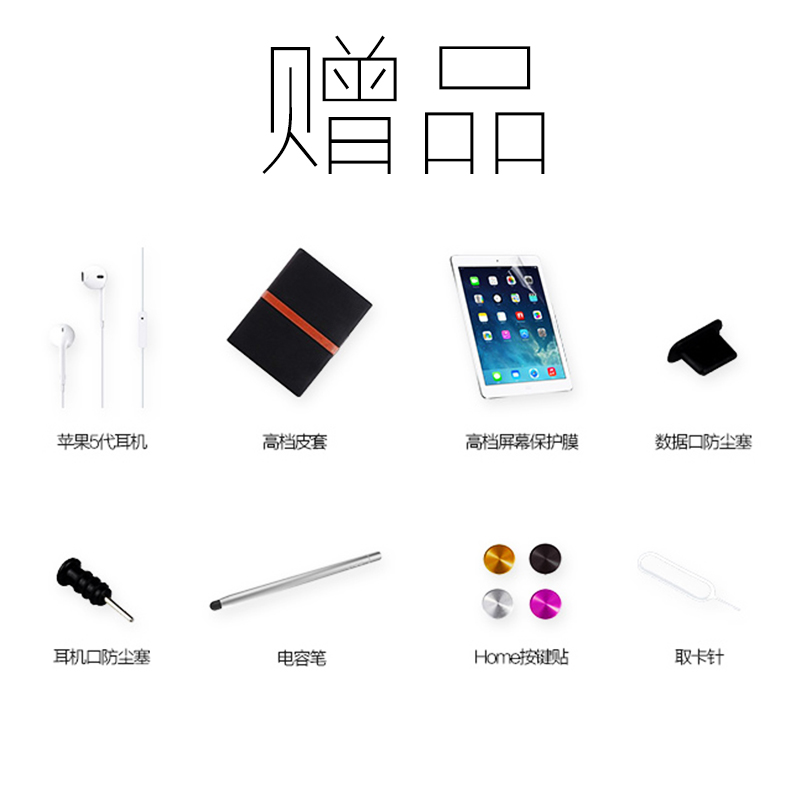 赠品
苹果5代耳机
高档皮套
高档屏幕保护膜
数据口防尘塞
耳机口防尘塞
电容笔
Home按键贴
取卡针